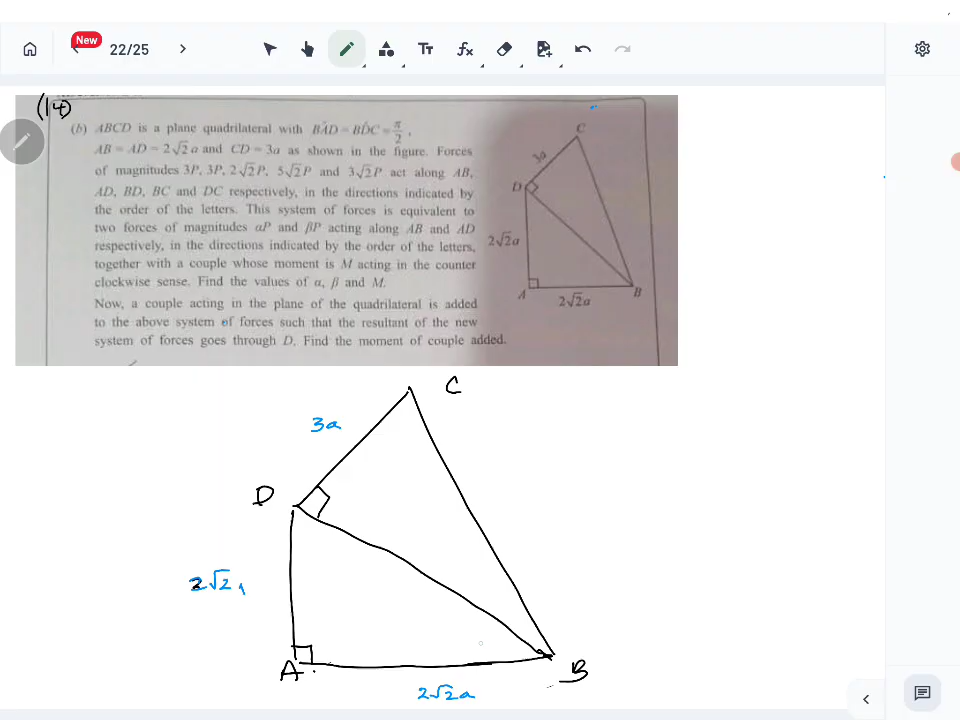 New
22/25
Tт
fx
(14)
(b) ABCD is a plane quadrilateral with BÂD = BD̂C = π/2 ,
AB = AD = 2√2 a and CD = 3a as shown in the figure. Forces
of magnitudes 3P, 3P, 2√2P, 5√2P and 3√2P act along AB,
AD, BD, BC and DC respectively, in the directions indicated by
the order of the letters. This system of forces is equivalent to
two forces of magnitudes αP and βP acting along AB and AD
respectively, in the directions indicated by the order of the letters,
together with a couple whose moment is M acting in the counter
clockwise sense. Find the values of α, β and M.
Now, a couple acting in the plane of the quadrilateral is added
to the above system of forces such that the resultant of the new
system of forces goes through D. Find the moment of couple added.
C
3a
D
2√2a
A
B
2√2a
C
3a
D
2√2
A
B
2√2a